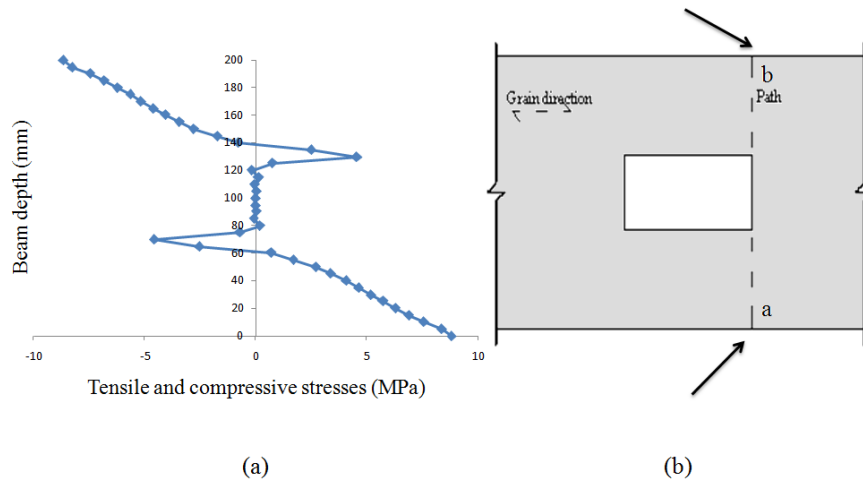 200
180
160
140
120
100
80
60
40
20
0
-10
-5
0
5
10
Beam depth (mm)
Tensile and compressive stresses (MPa)
(a)
b
Grain direction
Path
a
(b)